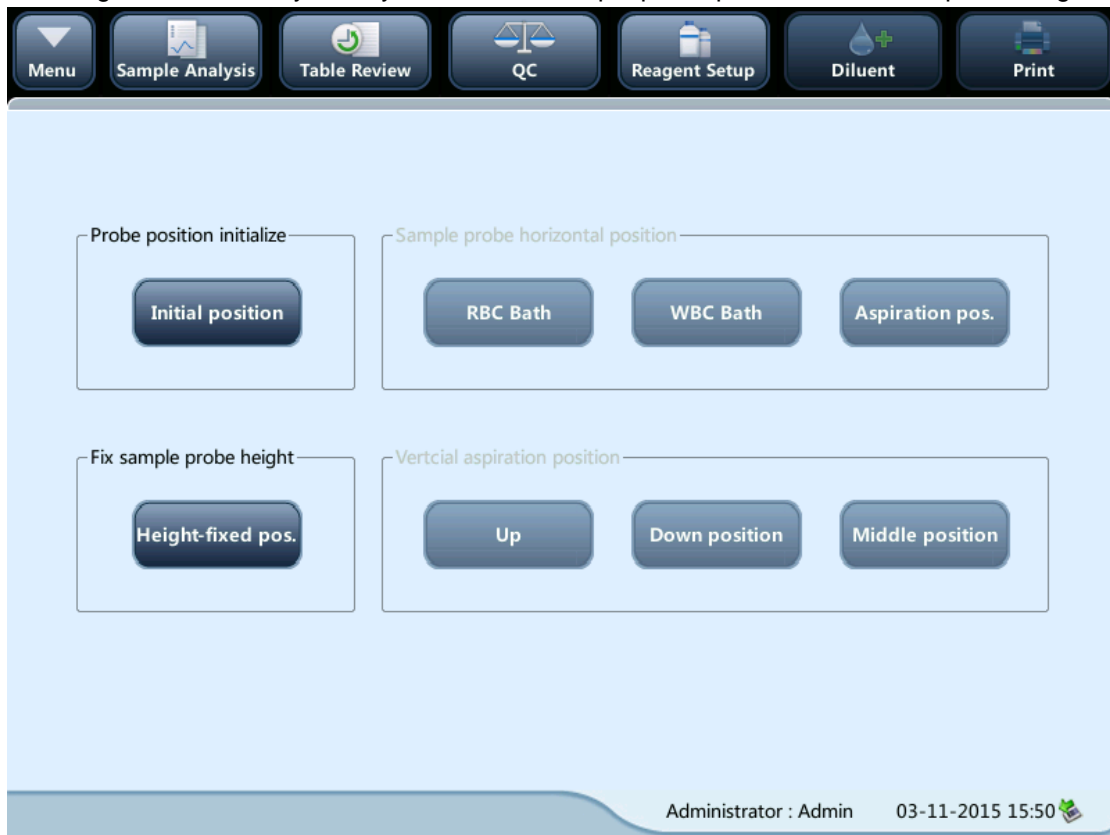 Menu
Sample Analysis
Table Review
QC
Reagent Setup
Diluent
Print
Probe position initialize
Sample probe horizontal position
Initial position
RBC Bath
WBC Bath
Aspiration pos.
Fix sample probe height
Vertcial aspiration position
Height-fixed pos.
Up
Down position
Middle position
Administrator : Admin
03-11-2015 15:50